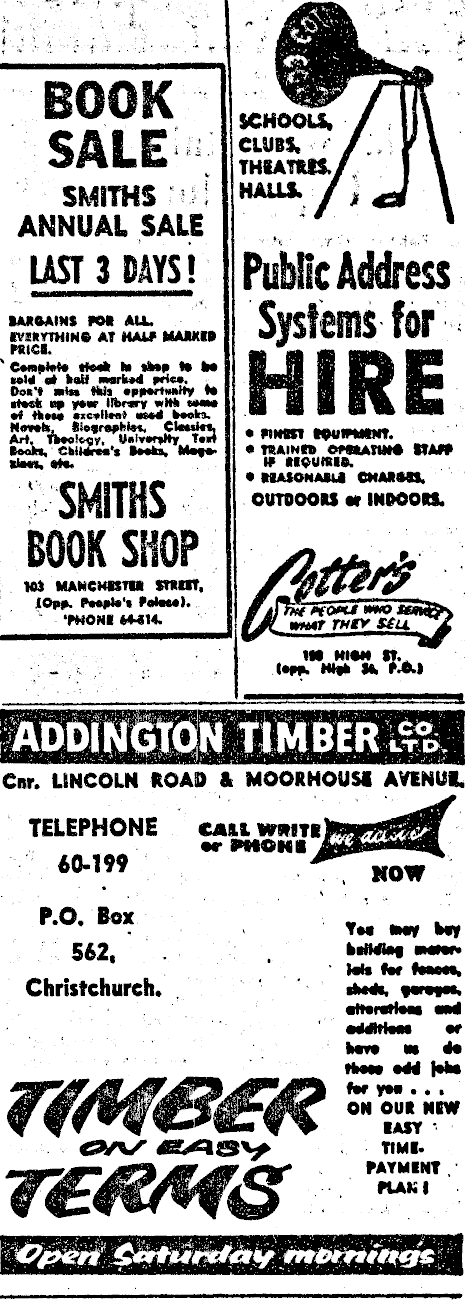 BOOK
SALE
SMITHS
ANNUAL SALE
LAST 3 DAYS!
BARGAINS FOR ALL.
EVERYTHING AT HALF MARKED
PRICE.
Complete stock in shop to be
sold at half marked price.
Don't miss this opportunity to
stock up your library with some
of these excellent used books.
Novels, Biographies, Classics,
Art, Theology, University Text
Books, Children's Books, Maga-
zines, etc.
SMITHS
BOOK SHOP
103 MANCHESTER STREET,
(Opp. People's Palace).
'PHONE 64-814.
SCHOOLS,
CLUBS,
THEATRES,
HALLS.
Public Address
Systems for
HIRE
• FINEST EQUIPMENT.
• TRAINED OPERATING STAFF
IF REQUIRED.
• REASONABLE CHARGES.
OUTDOORS or INDOORS.
Cotter's
THE PEOPLE WHO SERVICE
WHAT THEY SELL
HIGH ST.
(opp. High St. P.O.)
ADDINGTON TIMBER CO. LTD.
Cnr. LINCOLN ROAD & MOORHOUSE AVENUE.
TELEPHONE
60-199
P.O. Box
562,
Christchurch.
CALL WRITE
or PHONE
we deliver
NOW
You may buy
building mater-
ials for fences,
sheds, garages,
alterations and
additions or
have us do
those odd jobs
for you . . .
ON OUR NEW
EASY
TIME-
PAYMENT
PLAN!
TIMBER
ON EASY
TERMS
Open Saturday mornings